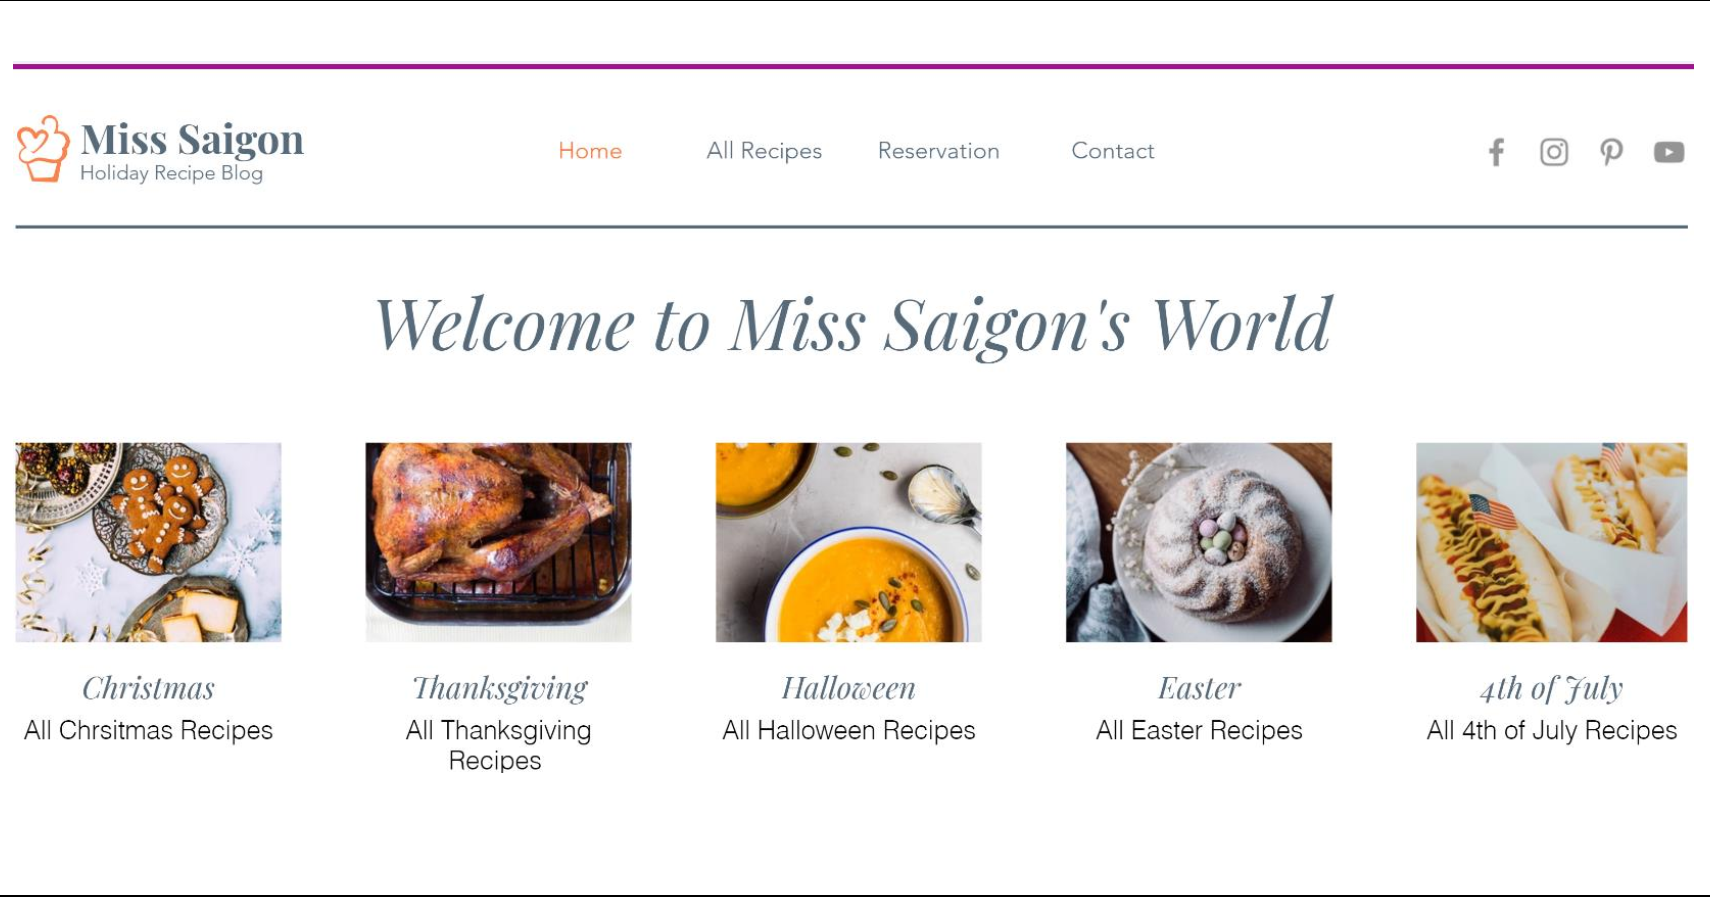 Miss Saigon
Holiday Recipe Blog
Home
All Recipes
Reservation
Contact
Welcome to Miss Saigon's World
Christmas
All Chrsitmas Recipes
Thanksgiving
All Thanksgiving
Recipes
Halloween
All Halloween Recipes
Easter
All Easter Recipes
4th of July
All 4th of July Recipes